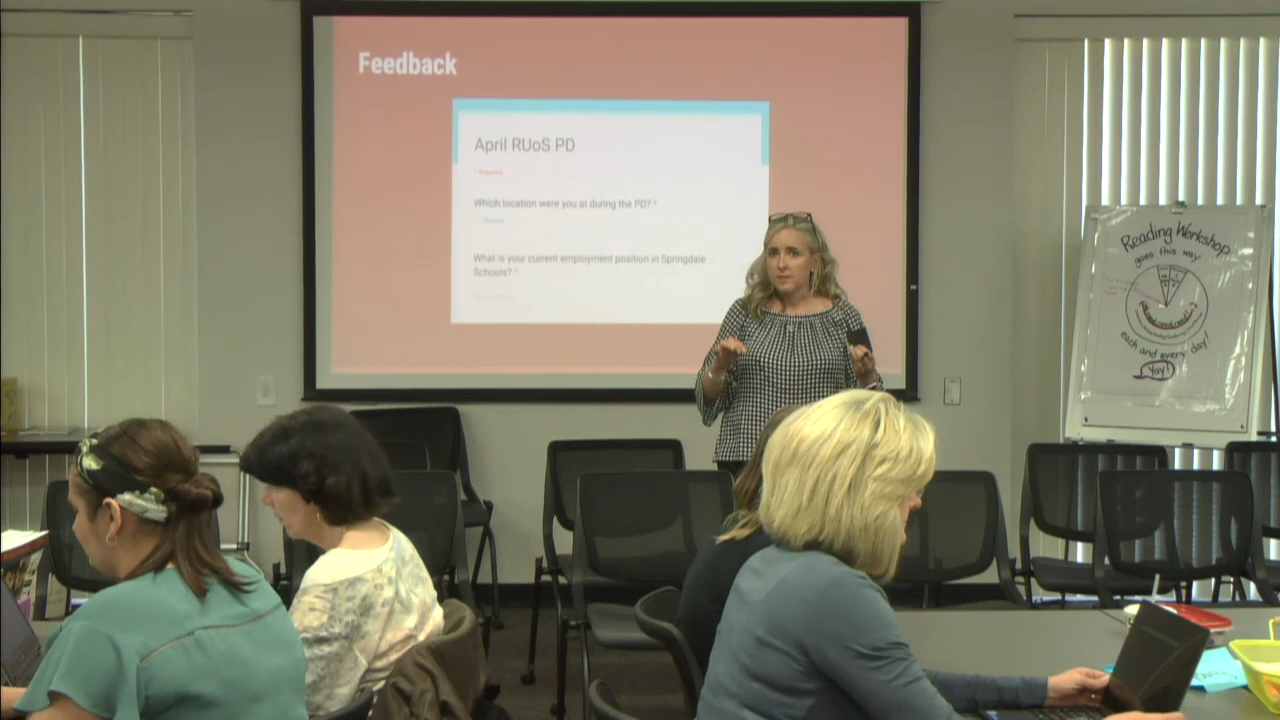 Feedback
April RUoS PD
* Required
Which location were you at during the PD? *
What is your current employment position in Springdale
Schools? *
Reading Workshop
goes this way
each and every day!
Yay!